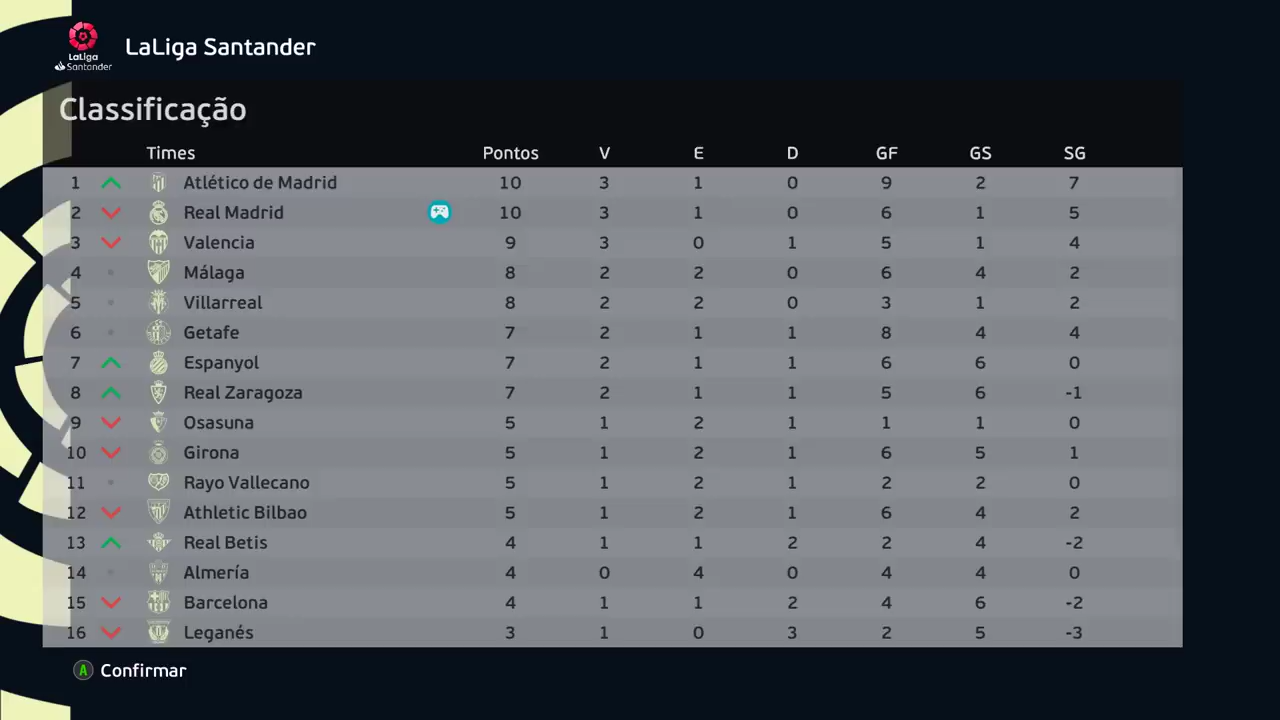 LaLiga Santander
LaLiga
Santander
Classificação
Times Pontos V E D GF GS SG
1 Atlético de Madrid 10 3 1 0 9 2 7
2 Real Madrid 10 3 1 0 6 1 5
3 Valencia 9 3 0 1 5 1 4
4 Málaga 8 2 2 0 6 4 2
5 Villarreal 8 2 2 0 3 1 2
6 Getafe 7 2 1 1 8 4 4
7 Espanyol 7 2 1 1 6 6 0
8 Real Zaragoza 7 2 1 1 5 6 -1
9 Osasuna 5 1 2 1 1 1 0
10 Girona 5 1 2 1 6 5 1
11 Rayo Vallecano 5 1 2 1 2 2 0
12 Athletic Bilbao 5 1 2 1 6 4 2
13 Real Betis 4 1 1 2 2 4 -2
14 Almería 4 0 4 0 4 4 0
15 Barcelona 4 1 1 2 4 6 -2
16 Leganés 3 1 0 3 2 5 -3
A Confirmar